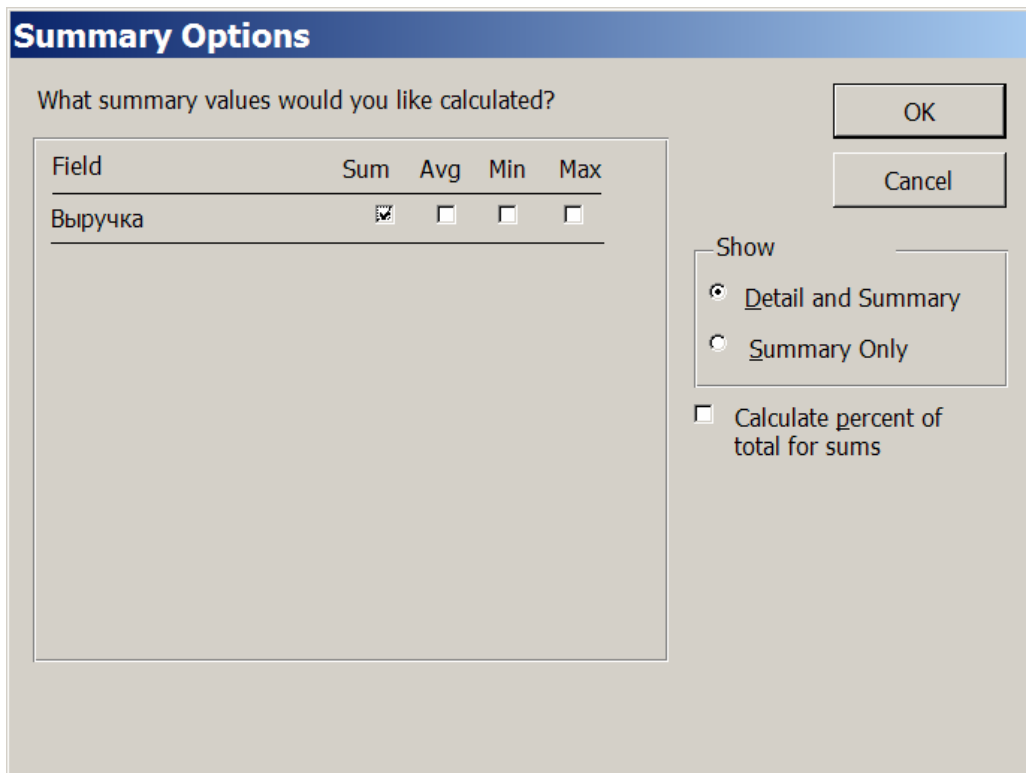 Summary Options
What summary values would you like calculated?
OK
Cancel
Field Sum Avg Min Max
Выручка
Show
Detail and Summary
Summary Only
Calculate percent of
total for sums